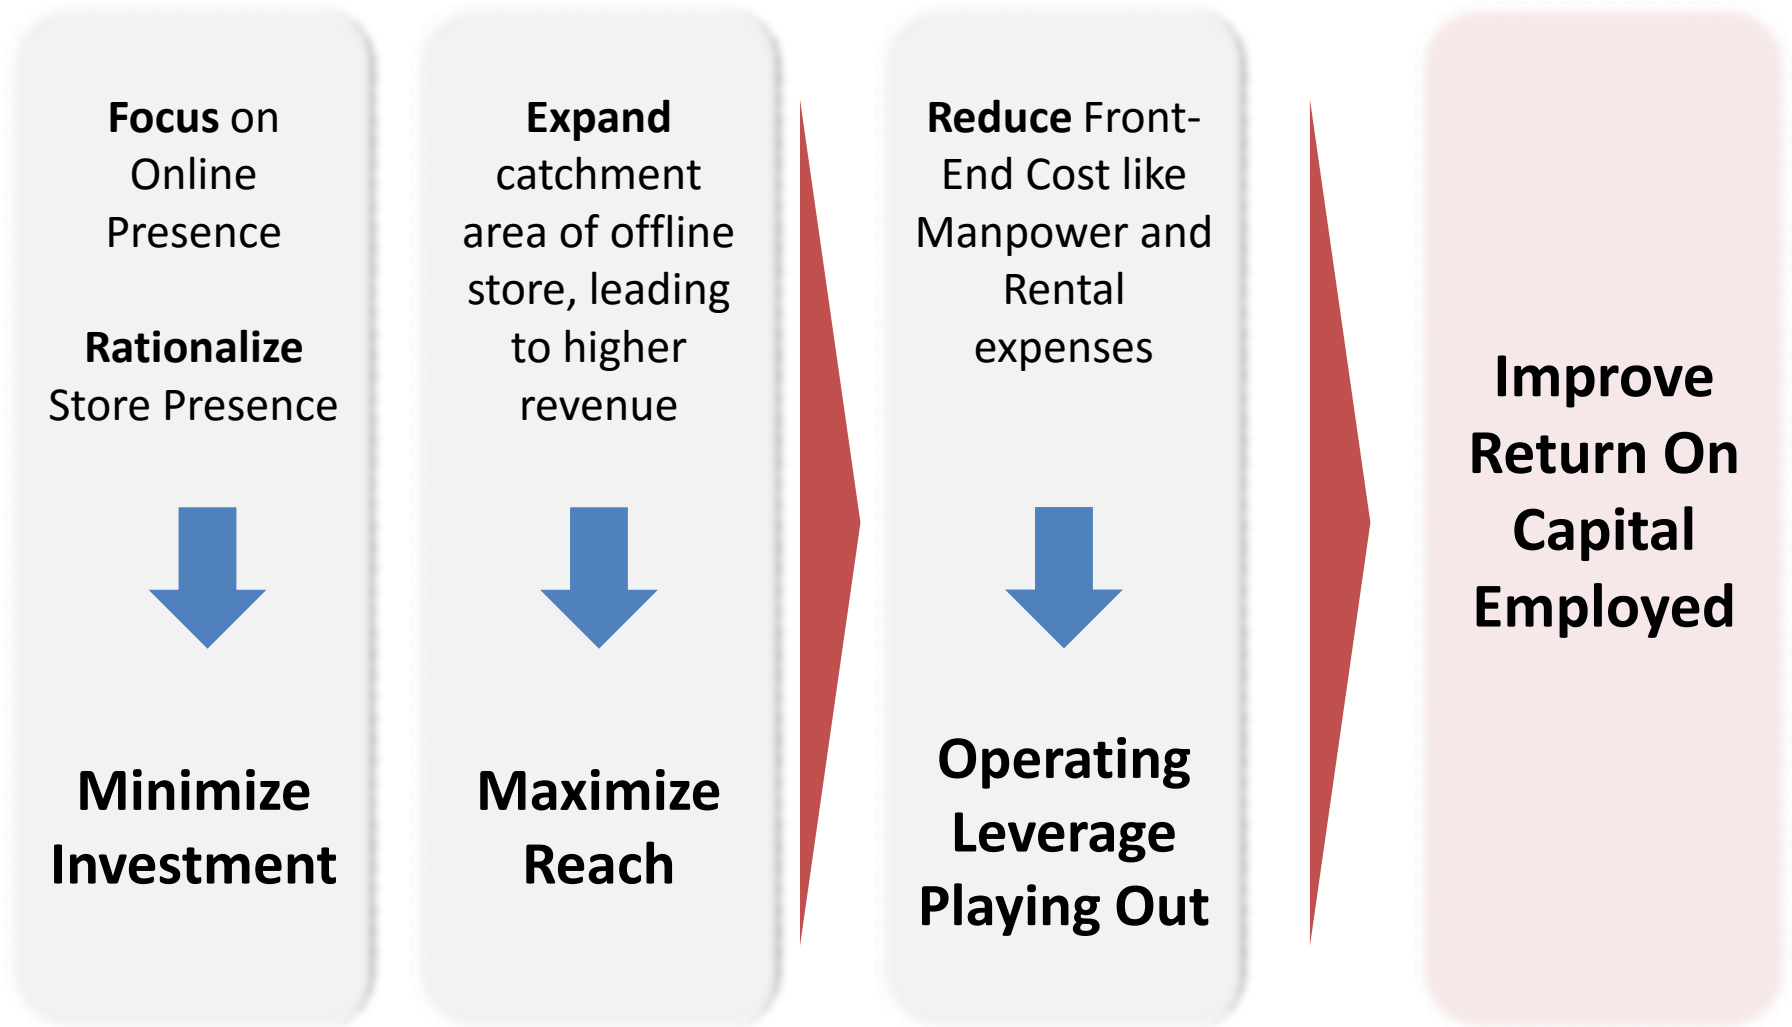 Focus on
Online
Presence
Rationalize
Store Presence
Minimize
Investment
Expand
catchment
area of offline
store, leading
to higher
revenue
Maximize
Reach
Reduce Front-
End Cost like
Manpower and
Rental
expenses
Operating
Leverage
Playing Out
Improve
Return On
Capital
Employed